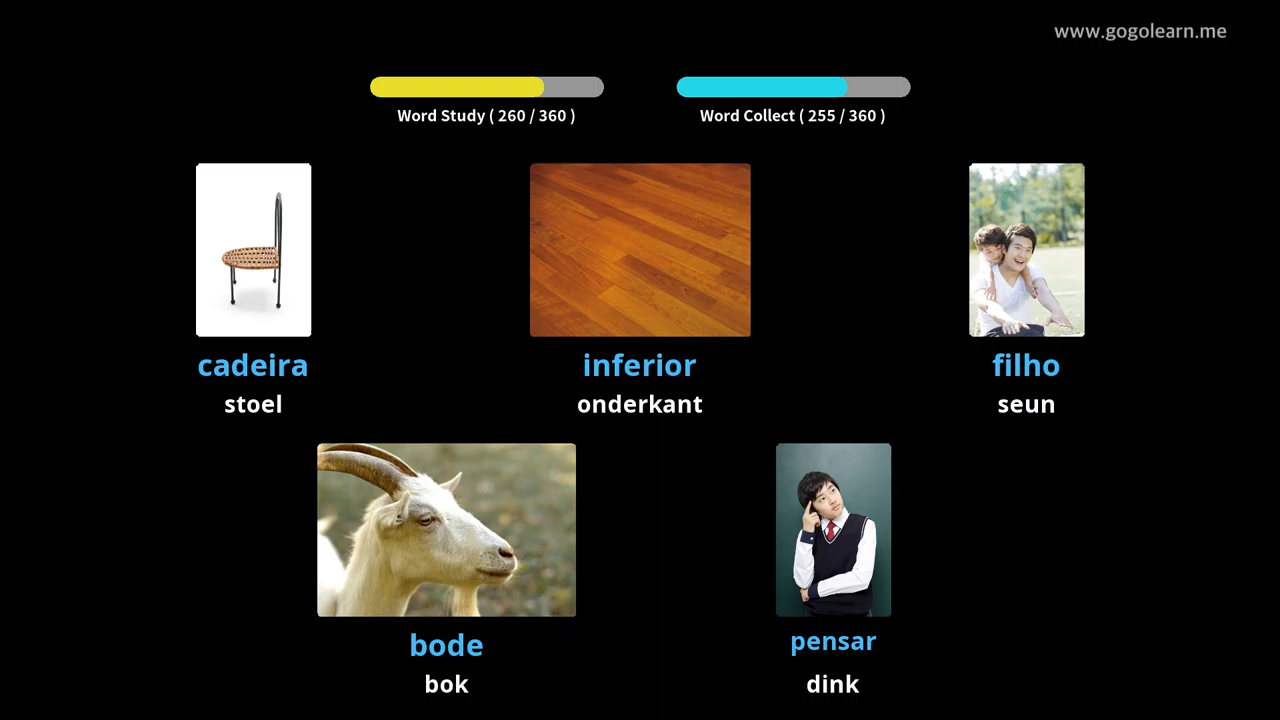 www.gogolearn.me
Word Study ( 260 / 360 )
Word Collect ( 255 / 360 )
cadeira
stoel
inferior
onderkant
filho
seun
bode
bok
pensar
dink